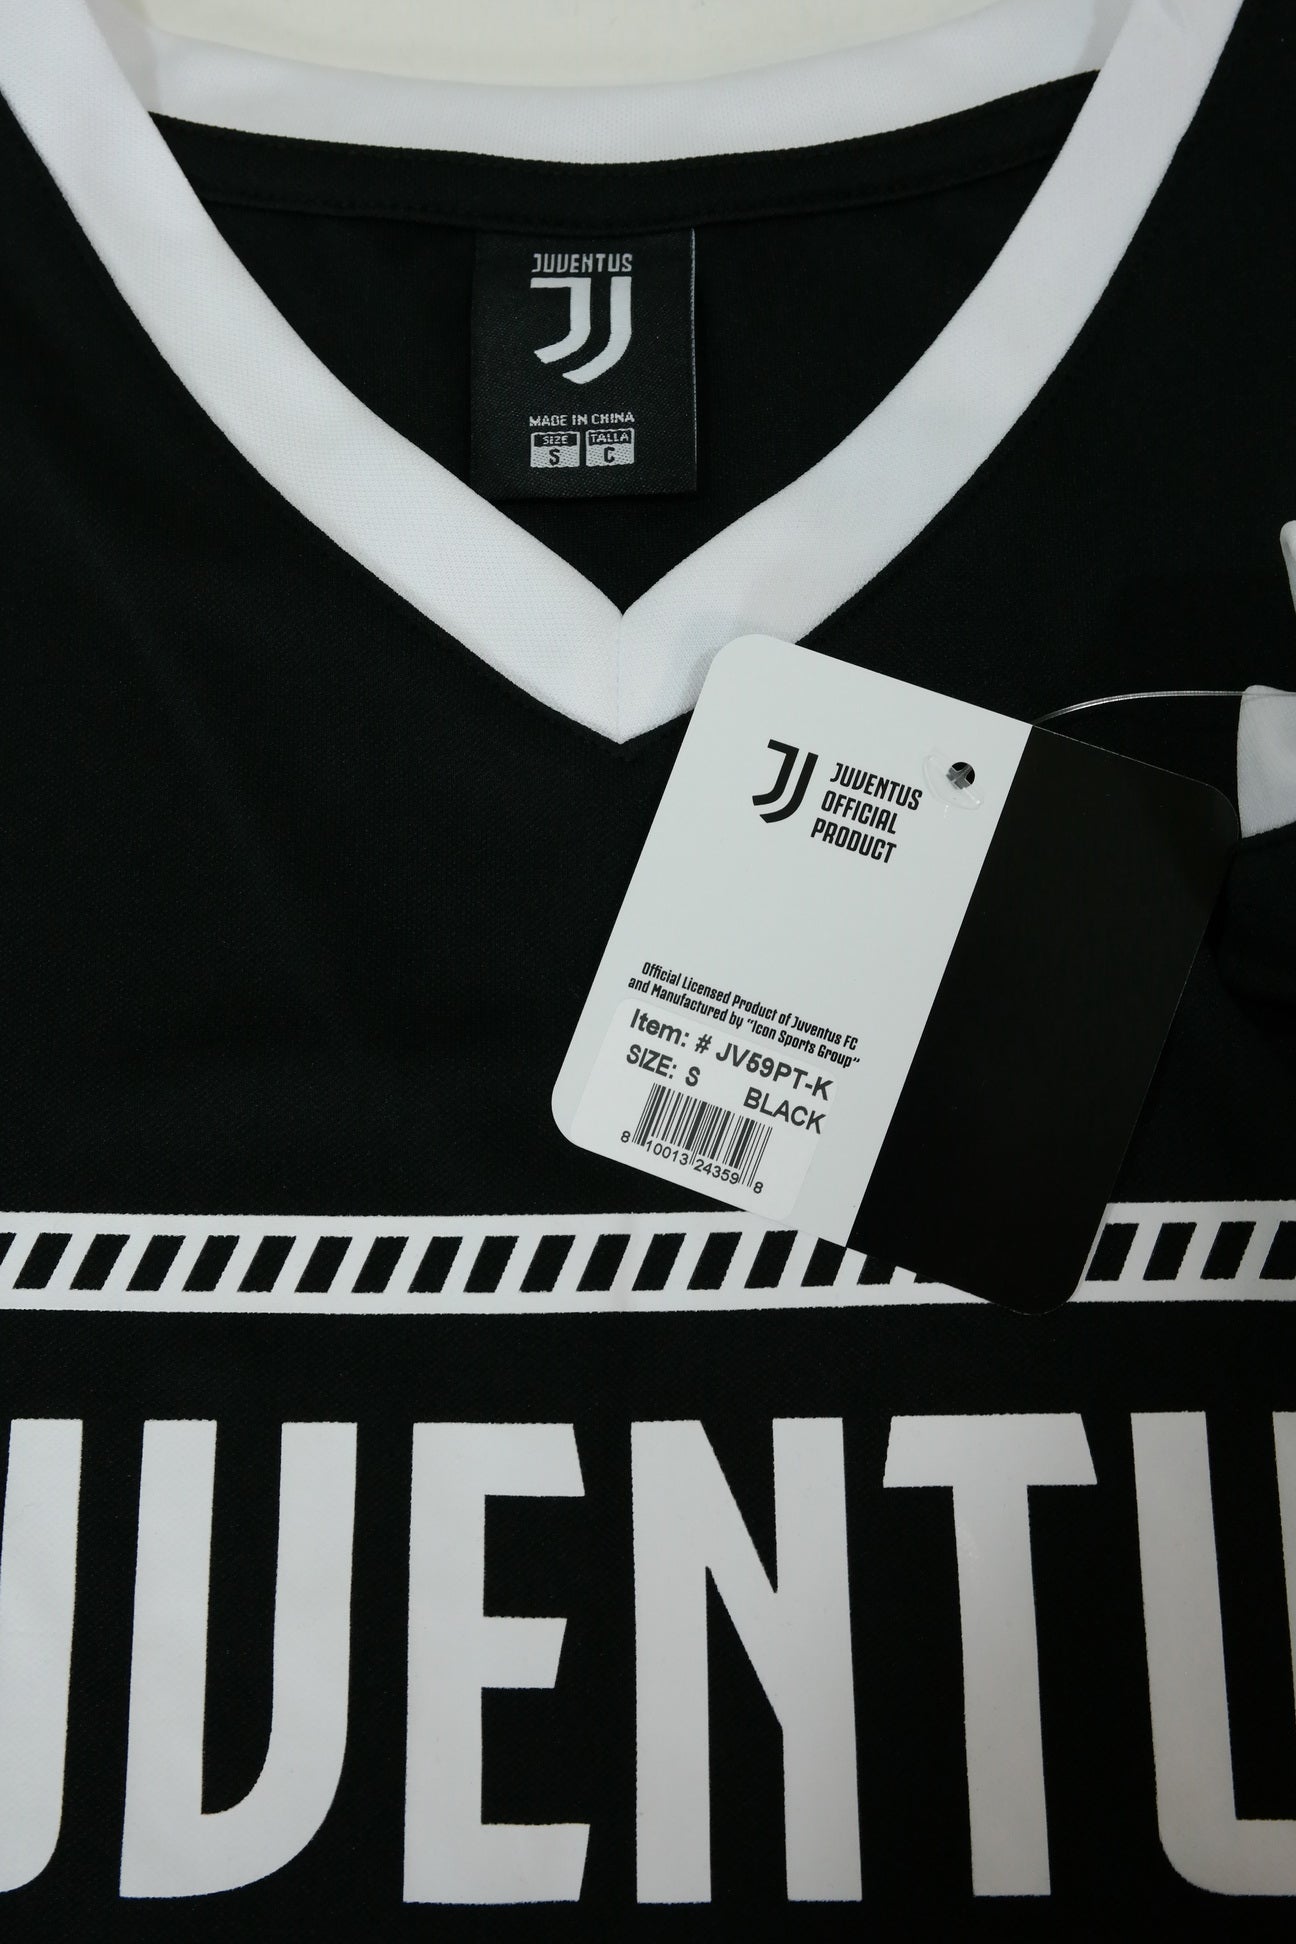 JUVENTUS
MADE IN CHINA
SIZE TALLA
S C
JUVENTUS
OFFICIAL
PRODUCT
Official Licensed Product of Juventus FC
and Manufactured by "Icon Sports Group"
Item: # JV59PT-K
SIZE: S BLACK
8 10013 24359 8
JUVENTU